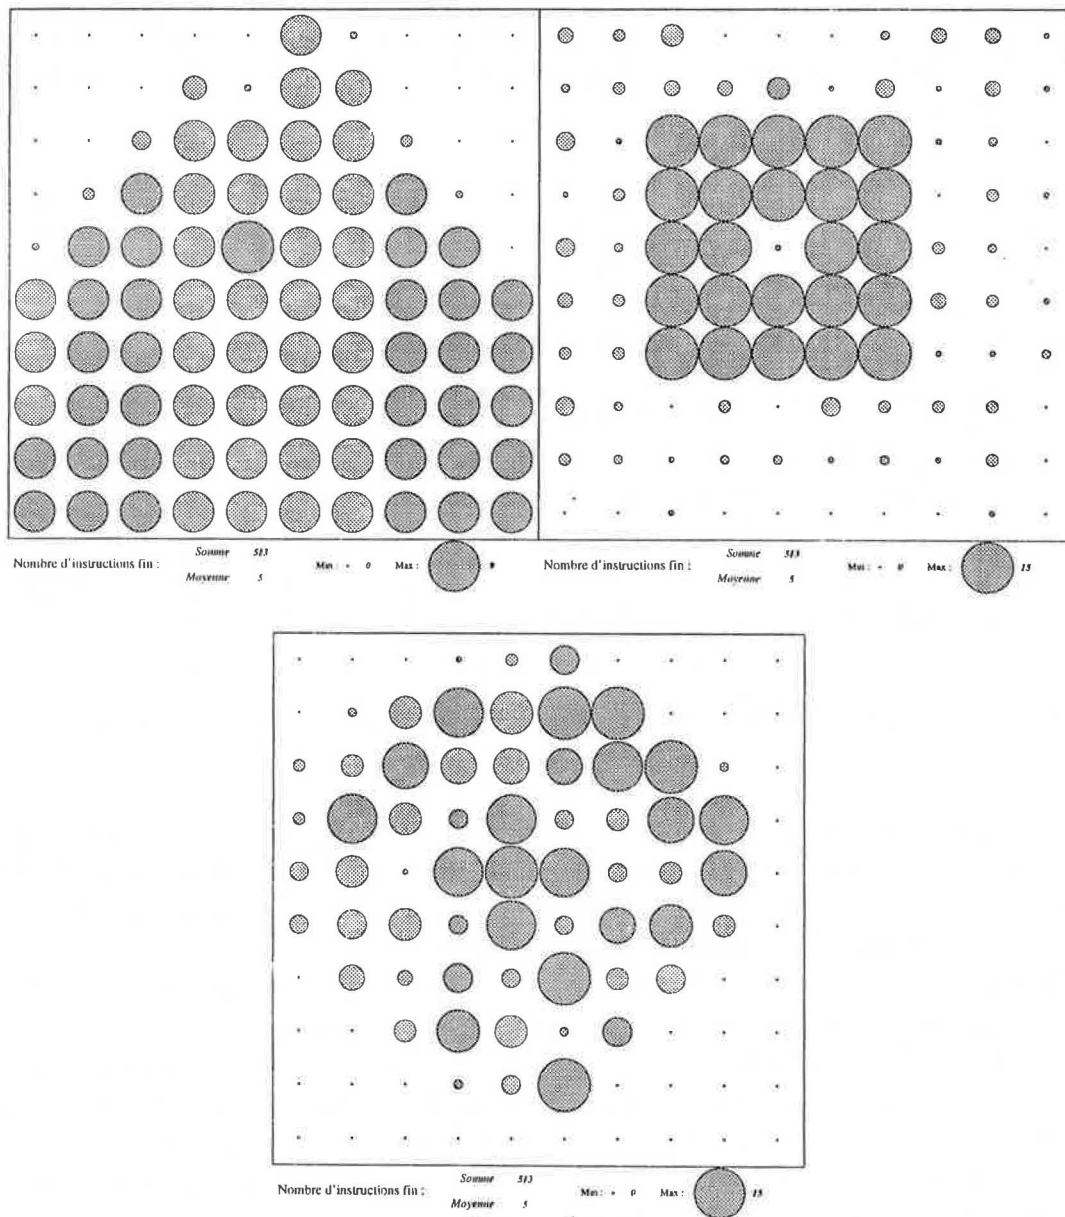 Somme 513
Nombre d'instructions fin : Min : 0 Max : 9
Moyenne 5
Somme 513
Nombre d'instructions fin : Min : 0 Max : 15
Moyenne 5
Somme 513
Nombre d'instructions fin : Min : 0 Max : 15
Moyenne 5